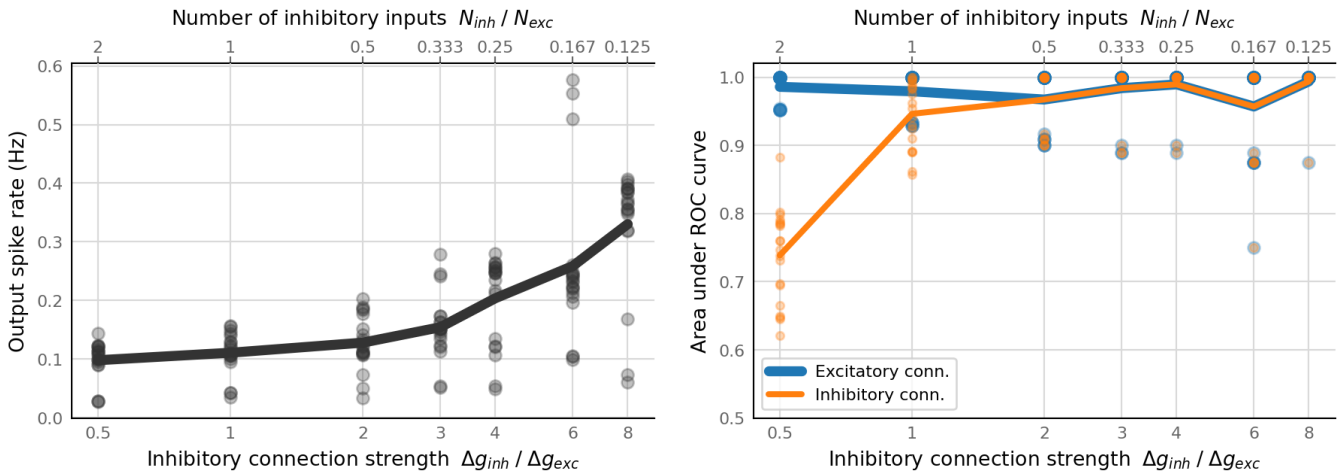 Number of inhibitory inputs N_inh / N_exc
2 1 0.5 0.333 0.25 0.167 0.125
Output spike rate (Hz)
0.6
0.5
0.4
0.3
0.2
0.1
0.0
0.5 1 2 3 4 6 8
Inhibitory connection strength Δg_inh / Δg_exc
Number of inhibitory inputs N_inh / N_exc
2 1 0.5 0.333 0.25 0.167 0.125
Area under ROC curve
1.0
0.9
0.8
0.7
0.6
0.5
Excitatory conn.
Inhibitory conn.
0.5 1 2 3 4 6 8
Inhibitory connection strength Δg_inh / Δg_exc